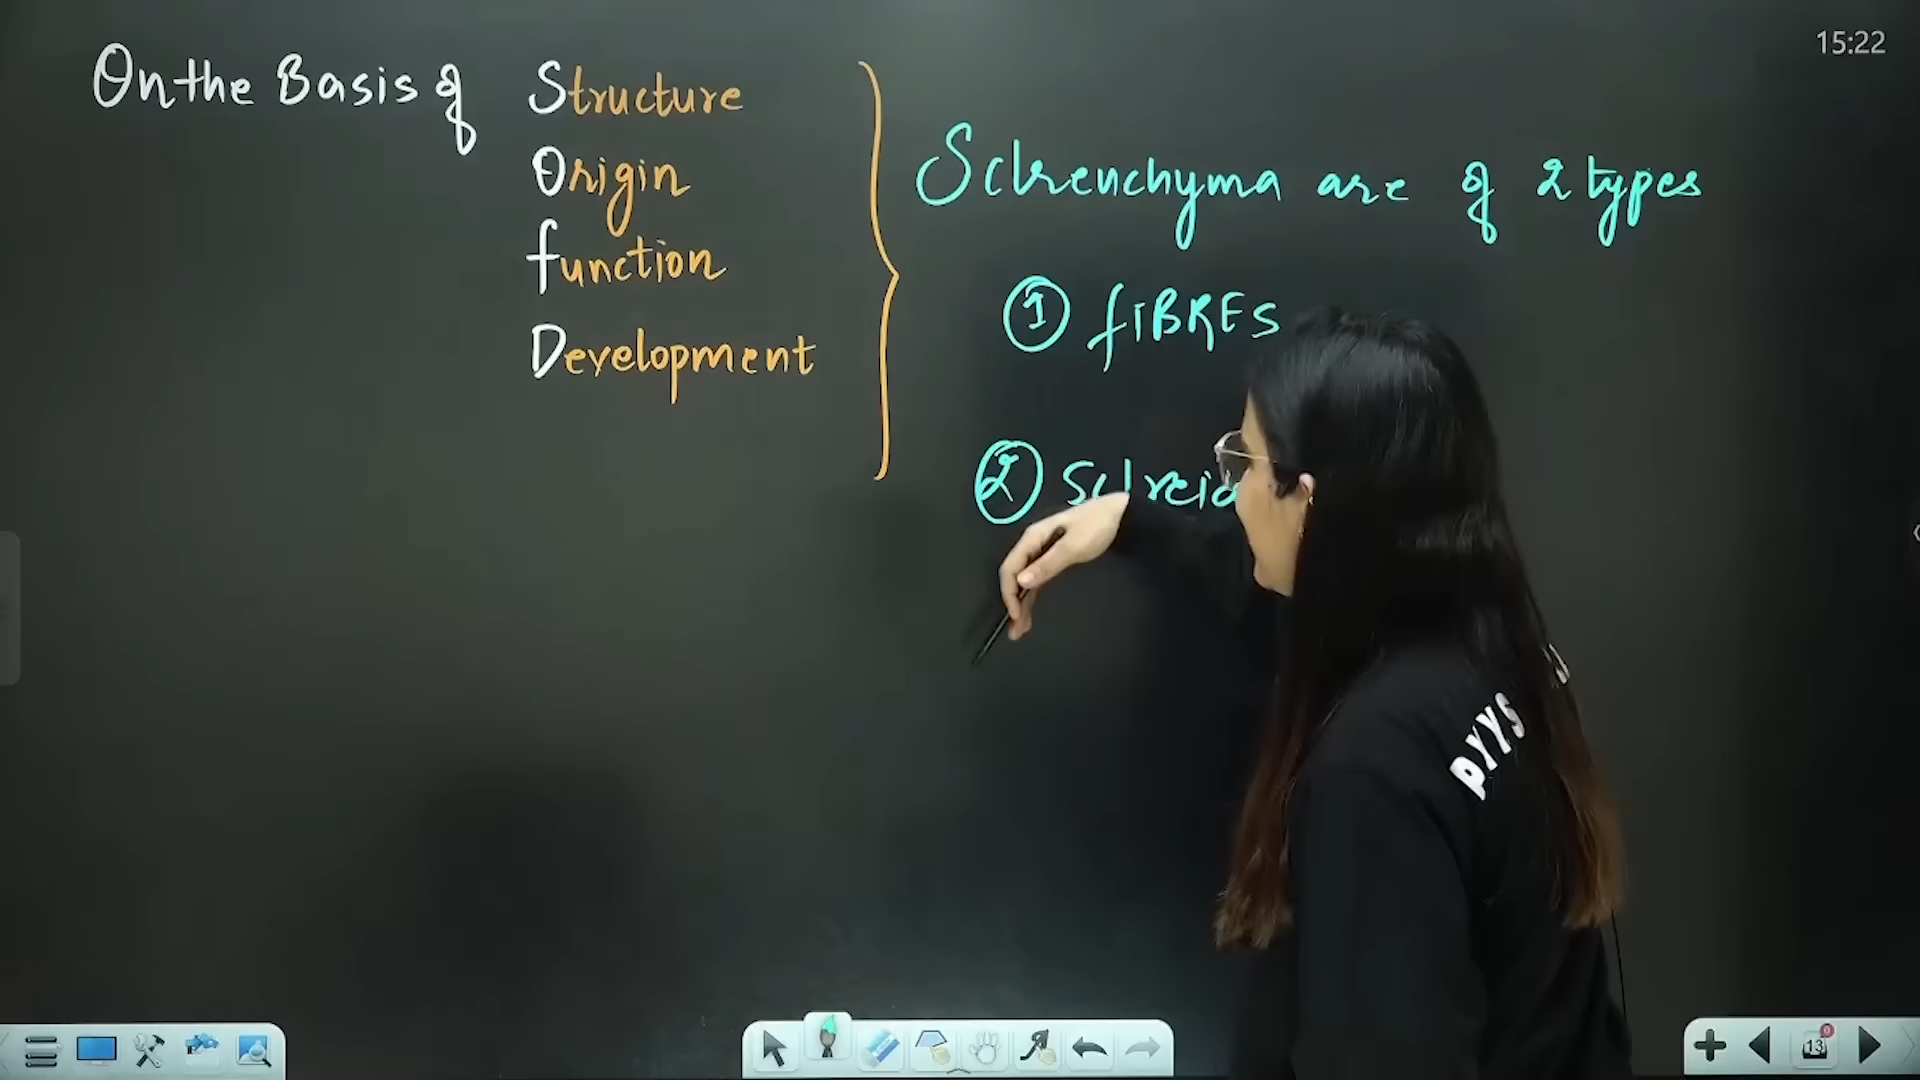 On the Basis of Structure
Origin
function
Development
Sclrenchyma are of 2 types
① fiBREs
②
PYYS
15:22
13
0